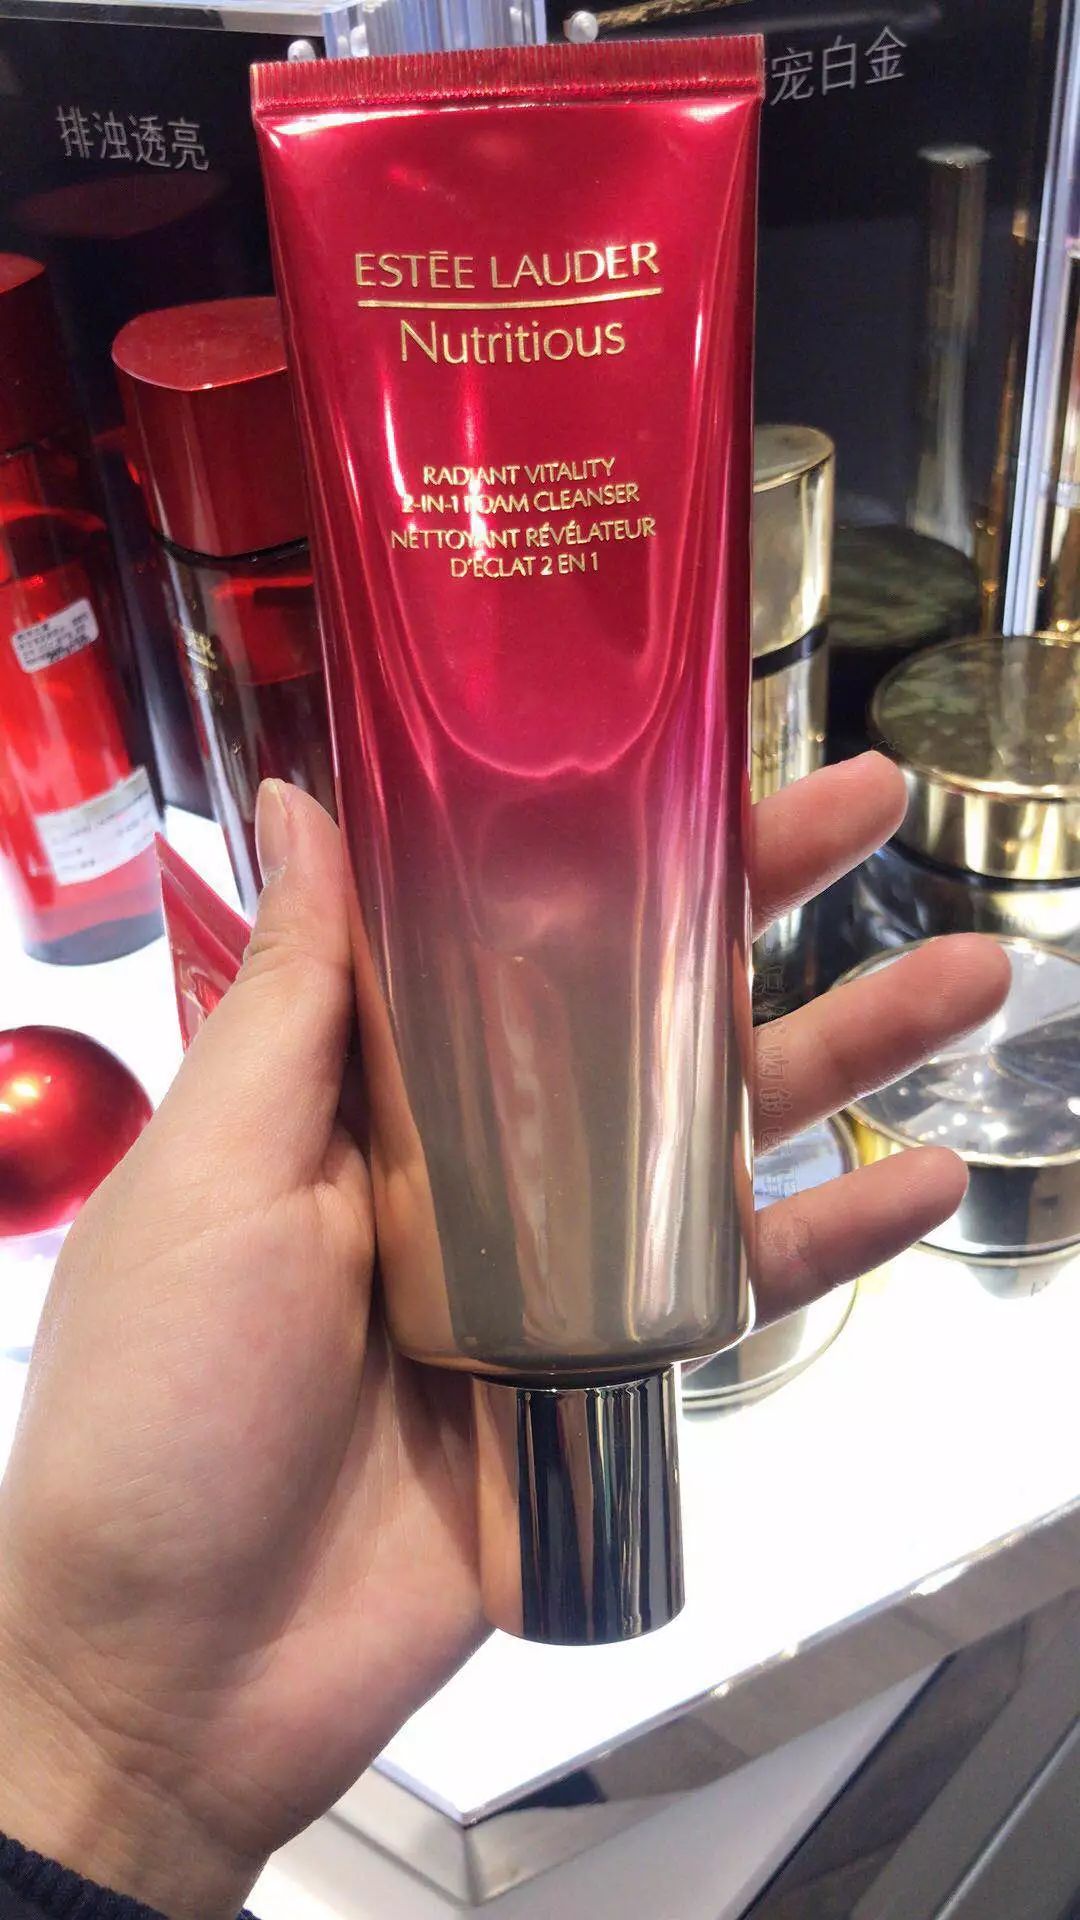 排浊透亮
宠白金
ESTĒE LAUDER
Nutritious
RADIANT VITALITY
2-IN-1 FOAM CLEANSER
NETTOYANT RÉVÉLATEUR
D'ÉCLAT 2 EN 1